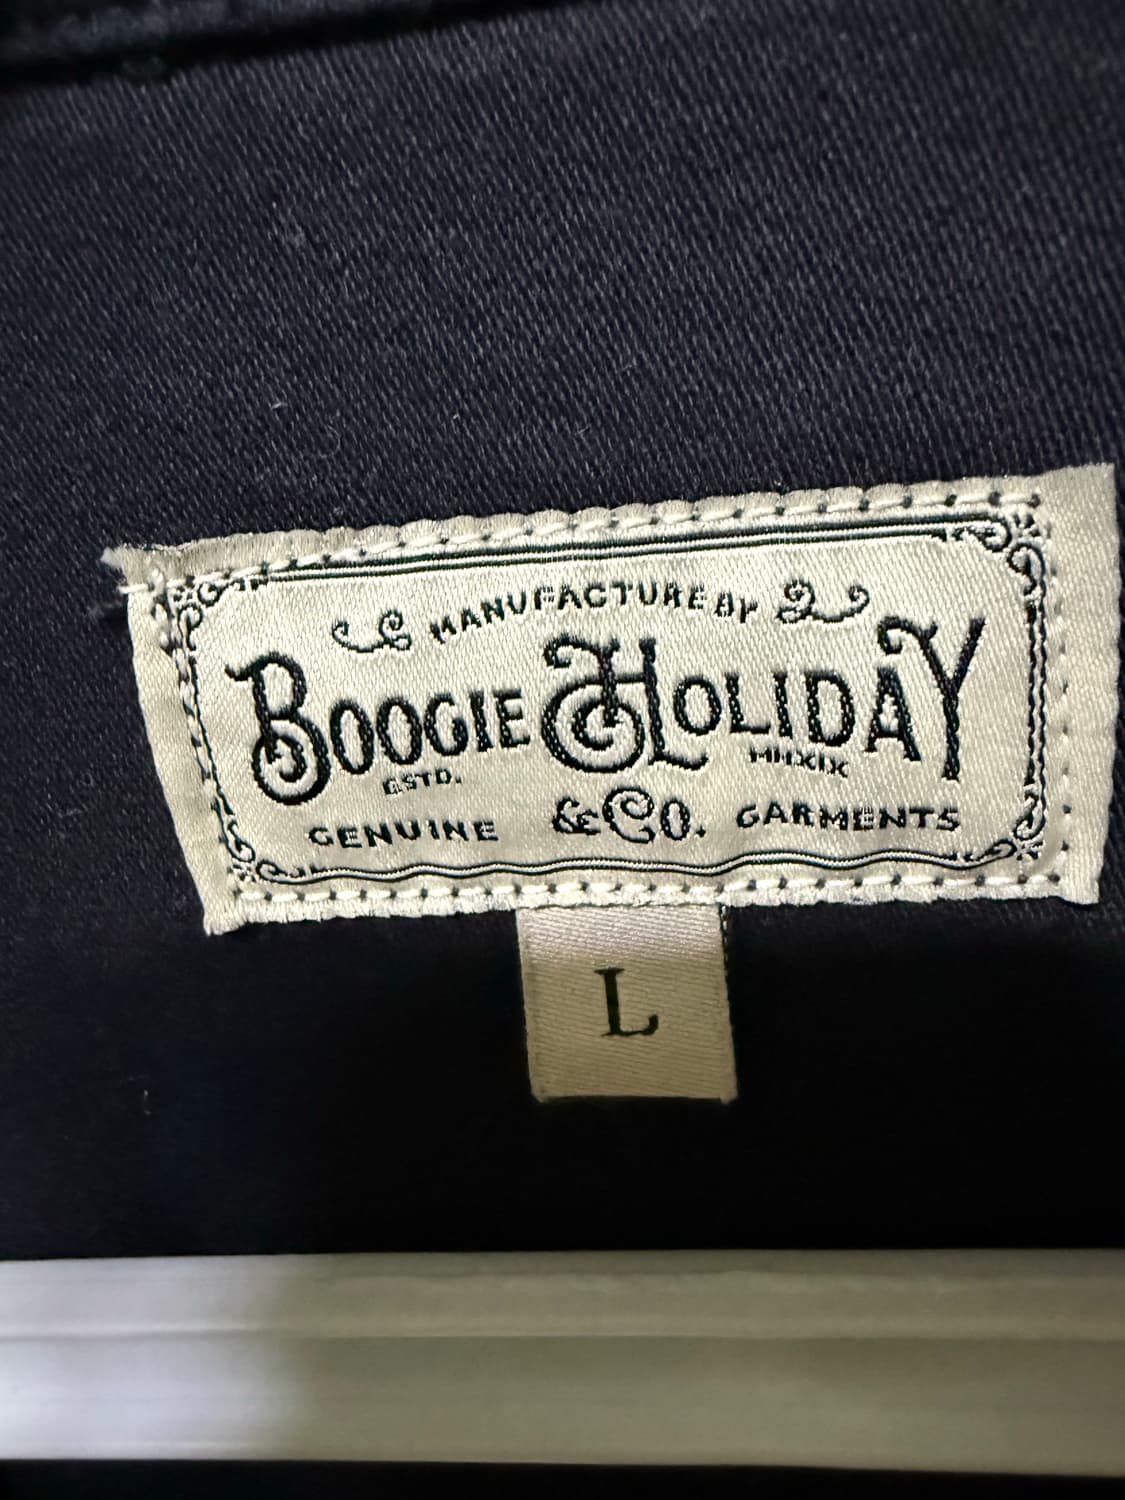 MANUFACTURE BY
BOOGIE HOLIDAY
ESTD. MMXIX
GENUINE &CO. GARMENTS
L